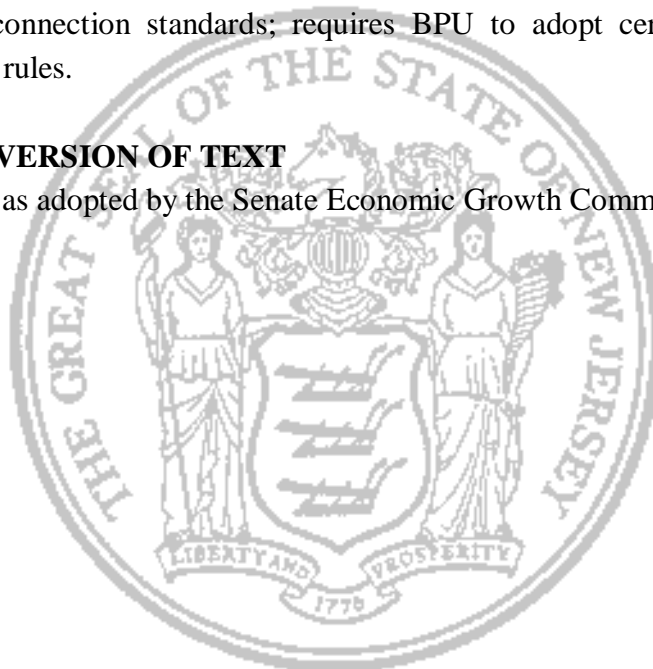 connection standards; requires BPU to adopt cer
rules.
VERSION OF TEXT
as adopted by the Senate Economic Growth Comm
THE GREAT SEAL OF THE STATE OF NEW JERSEY
LIBERTY AND PROSPERITY
1776